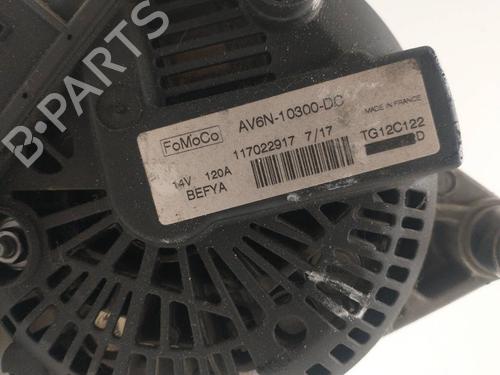 B-PARTS
FoMoCo
AV6N-10300-DC
MADE IN FRANCE
117022917 7/17
TG12C122
14V 120A
BEFYA